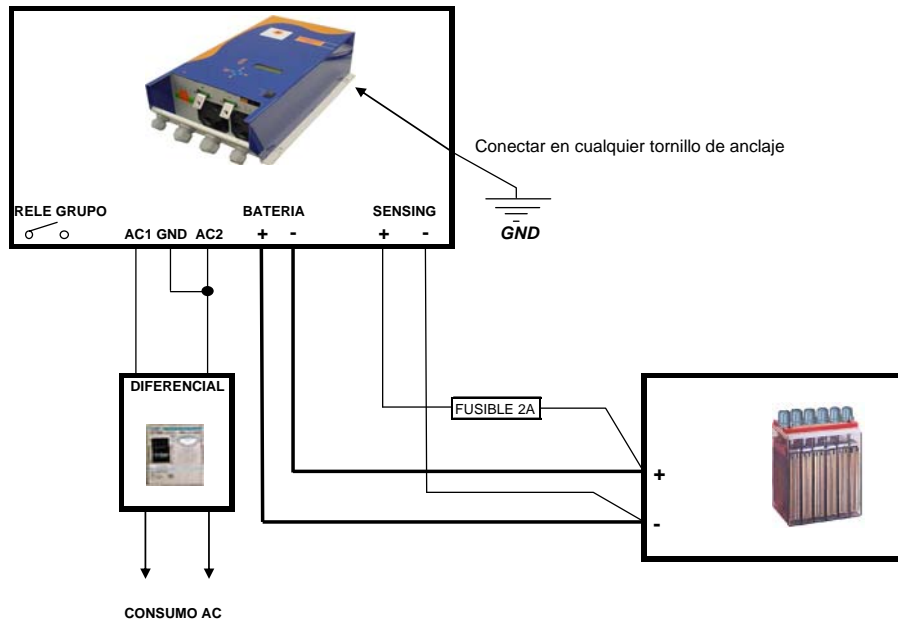 Conectar en cualquier tornillo de anclaje
RELE GRUPO
BATERIA
SENSING
AC1 GND AC2
+ -
+ -
GND
DIFERENCIAL
FUSIBLE 2A
+
-
CONSUMO AC